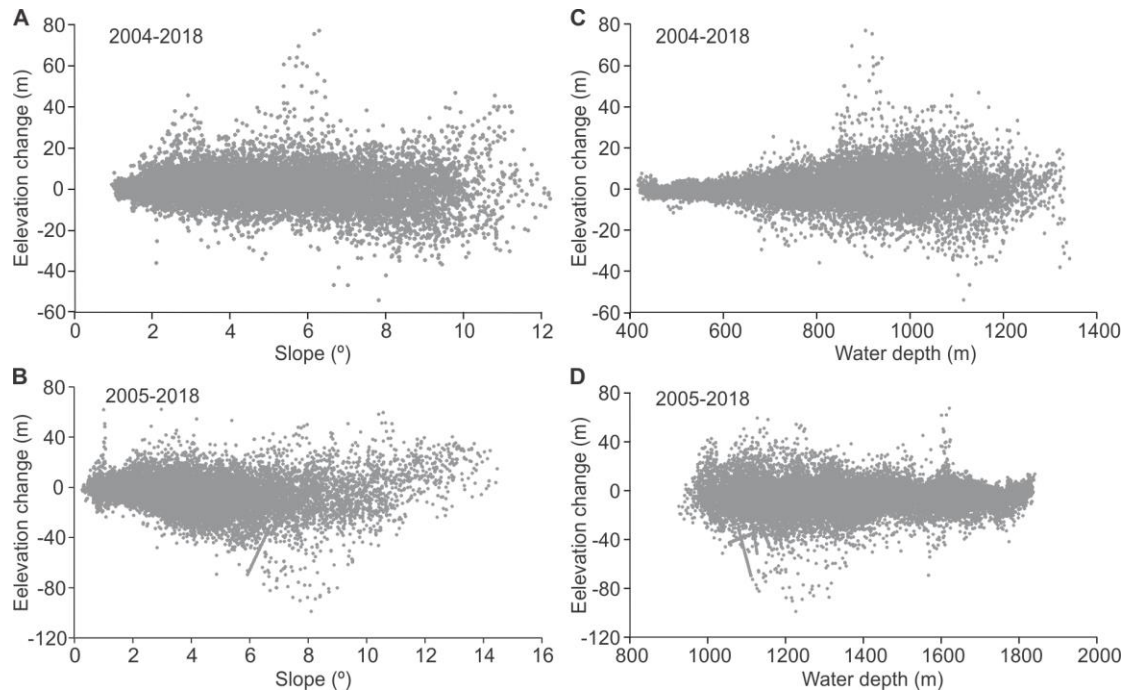 A
2004-2018
Eelevation change (m)
80
60
40
20
0
-20
-40
-60
0 2 4 6 8 10 12
Slope (º)
C
2004-2018
Eelevation change (m)
80
60
40
20
0
-20
-40
-60
400 600 800 1000 1200 1400
Water depth (m)
B
2005-2018
Eelevation change (m)
80
40
0
-40
-80
-120
0 2 4 6 8 10 12 14 16
Slope (º)
D
2005-2018
Eelevation change (m)
80
40
0
-40
-80
-120
800 1000 1200 1400 1600 1800 2000
Water depth (m)